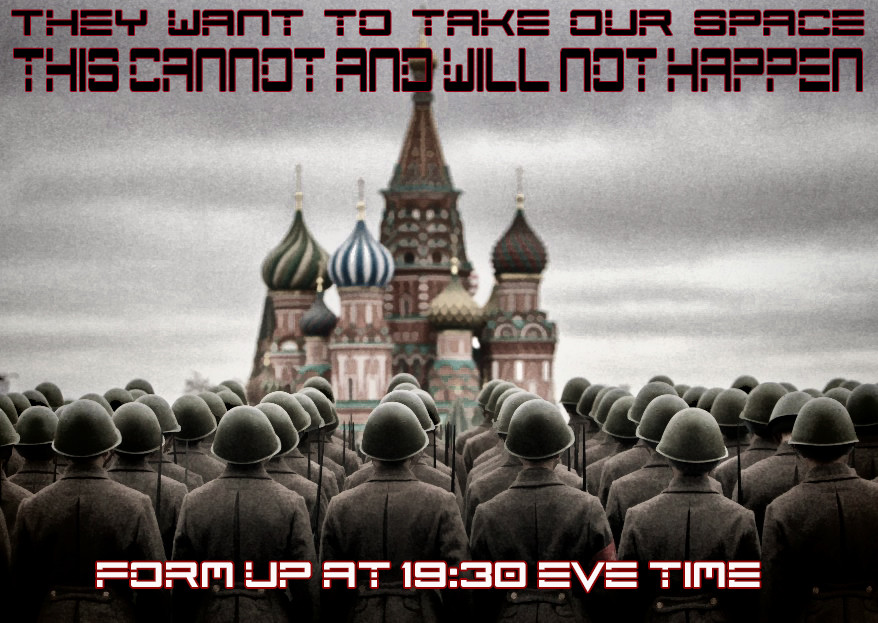 THEY WANT TO TAKE OUR SPACE
THIS CANNOT AND WILL NOT HAPPEN
FORM UP AT 19:30 EVE TIME